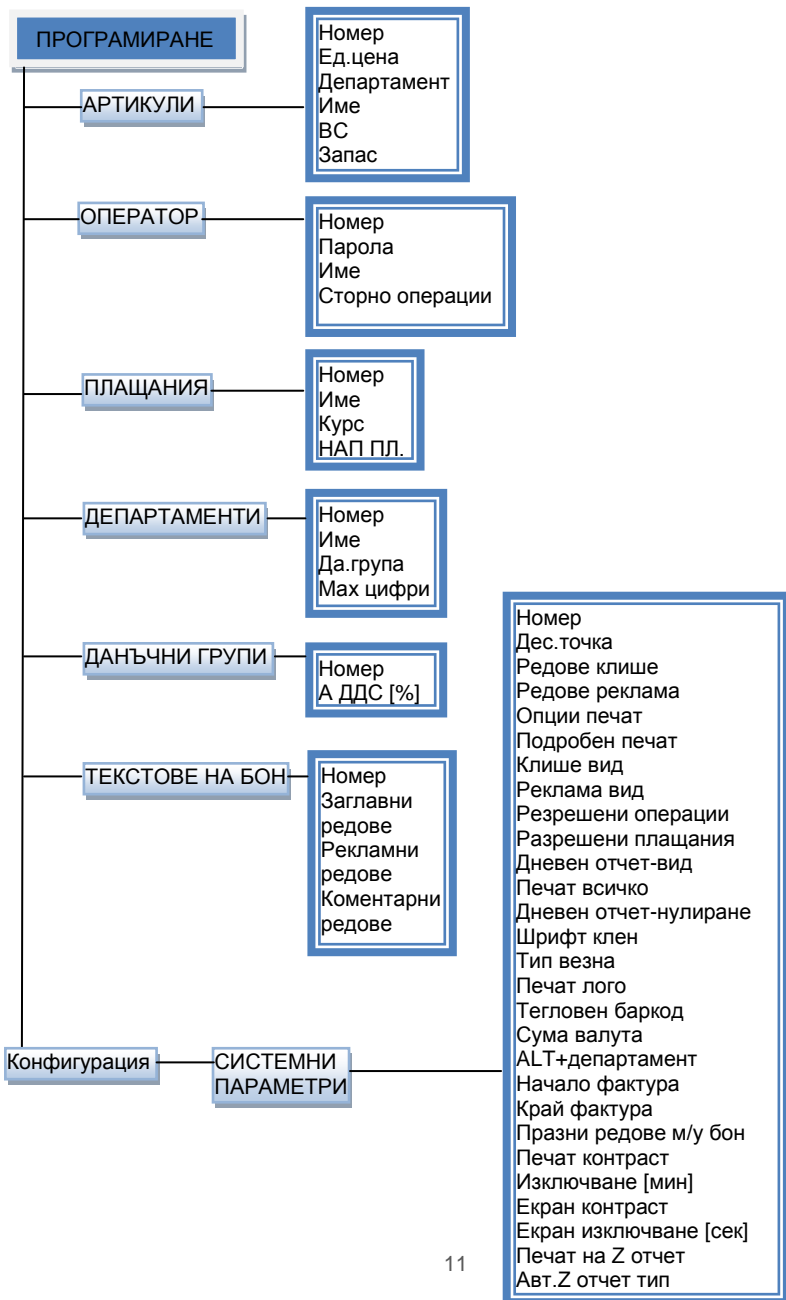 ПРОГРАМИРАНЕ
АРТИКУЛИ
Номер
Ед.цена
Департамент
Име
ВС
Запас
ОПЕРАТОР
Номер
Парола
Име
Сторно операции
ПЛАЩАНИЯ
Номер
Име
Курс
НАП ПЛ.
ДЕПАРТАМЕНТИ
Номер
Име
Да.група
Мах цифри
ДАНЪЧНИ ГРУПИ
Номер
А ДДС [%]
ТЕКСТОВЕ НА БОН
Номер
Заглавни
редове
Рекламни
редове
Коментарни
редове
Конфигурация
СИСТЕМНИ
ПАРАМЕТРИ
Номер
Дес.точка
Редове клише
Редове реклама
Опции печат
Подробен печат
Клише вид
Реклама вид
Резрешени операции
Разрешени плащания
Дневен отчет-вид
Печат всичко
Дневен отчет-нулиране
Шрифт клен
Тип везна
Печат лого
Тегловен баркод
Сума валута
ALT+департамент
Начало фактура
Край фактура
Празни редове м/у бон
Печат контраст
Изключване [мин]
Екран контраст
Екран изключване [сек]
Печат на Z отчет
Авт.Z отчет тип
11